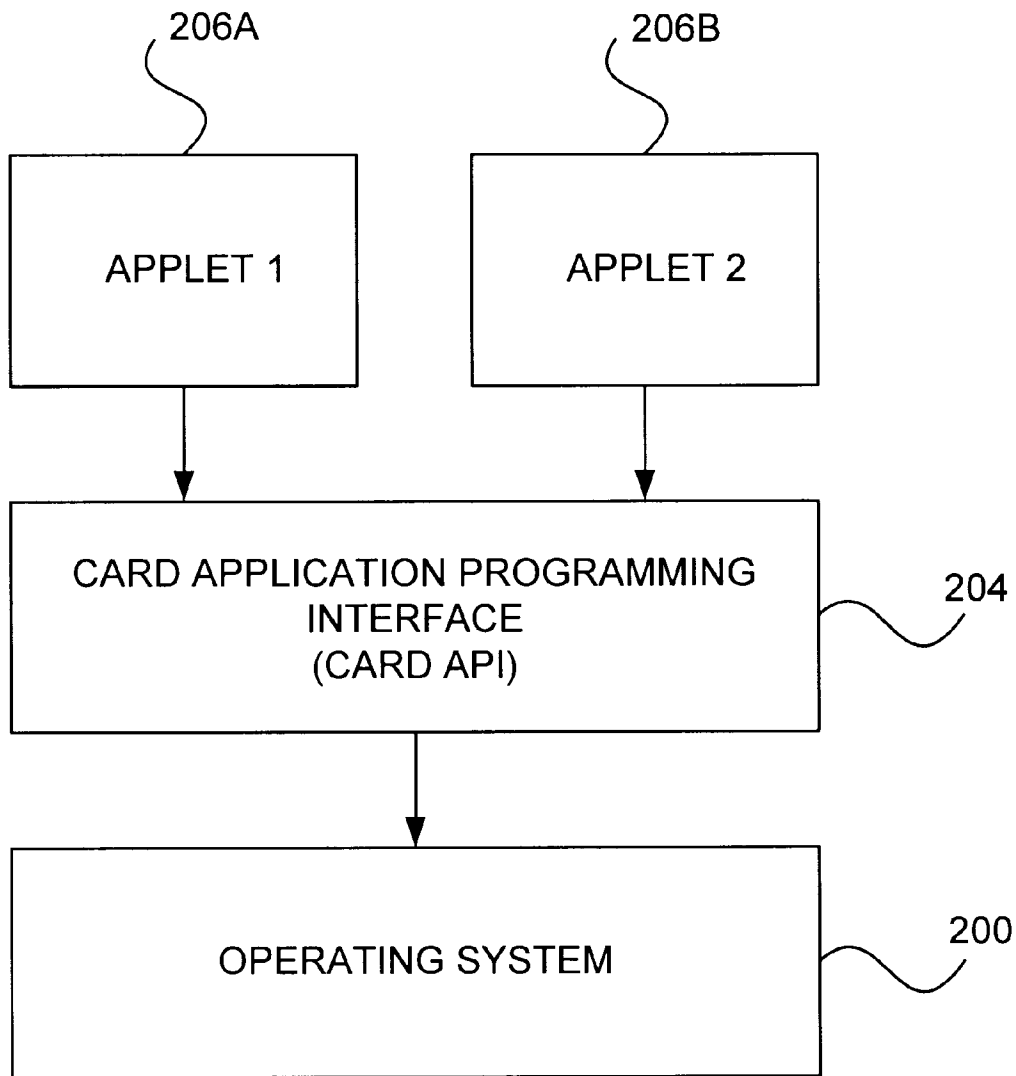 206A
206B
APPLET 1
APPLET 2
CARD APPLICATION PROGRAMMING
INTERFACE
(CARD API)
204
OPERATING SYSTEM
200